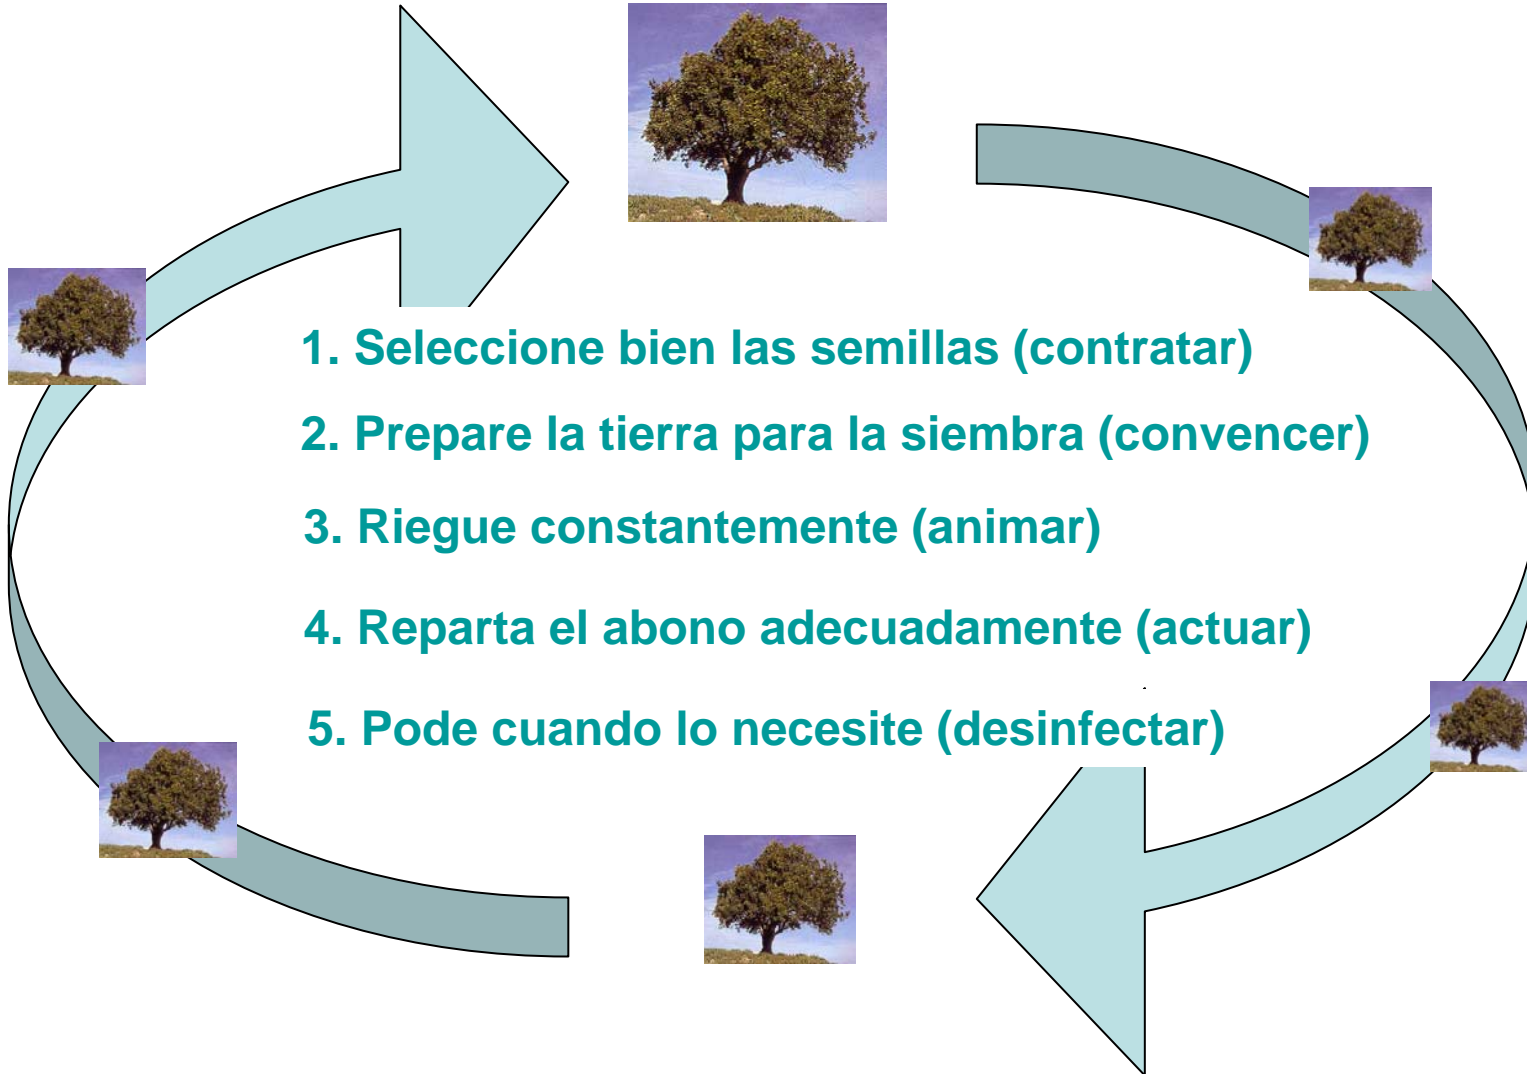 1. Seleccione bien las semillas (contratar)
2. Prepare la tierra para la siembra (convencer)
3. Riegue constantemente (animar)
4. Reparta el abono adecuadamente (actuar)
5. Pode cuando lo necesite (desinfectar)